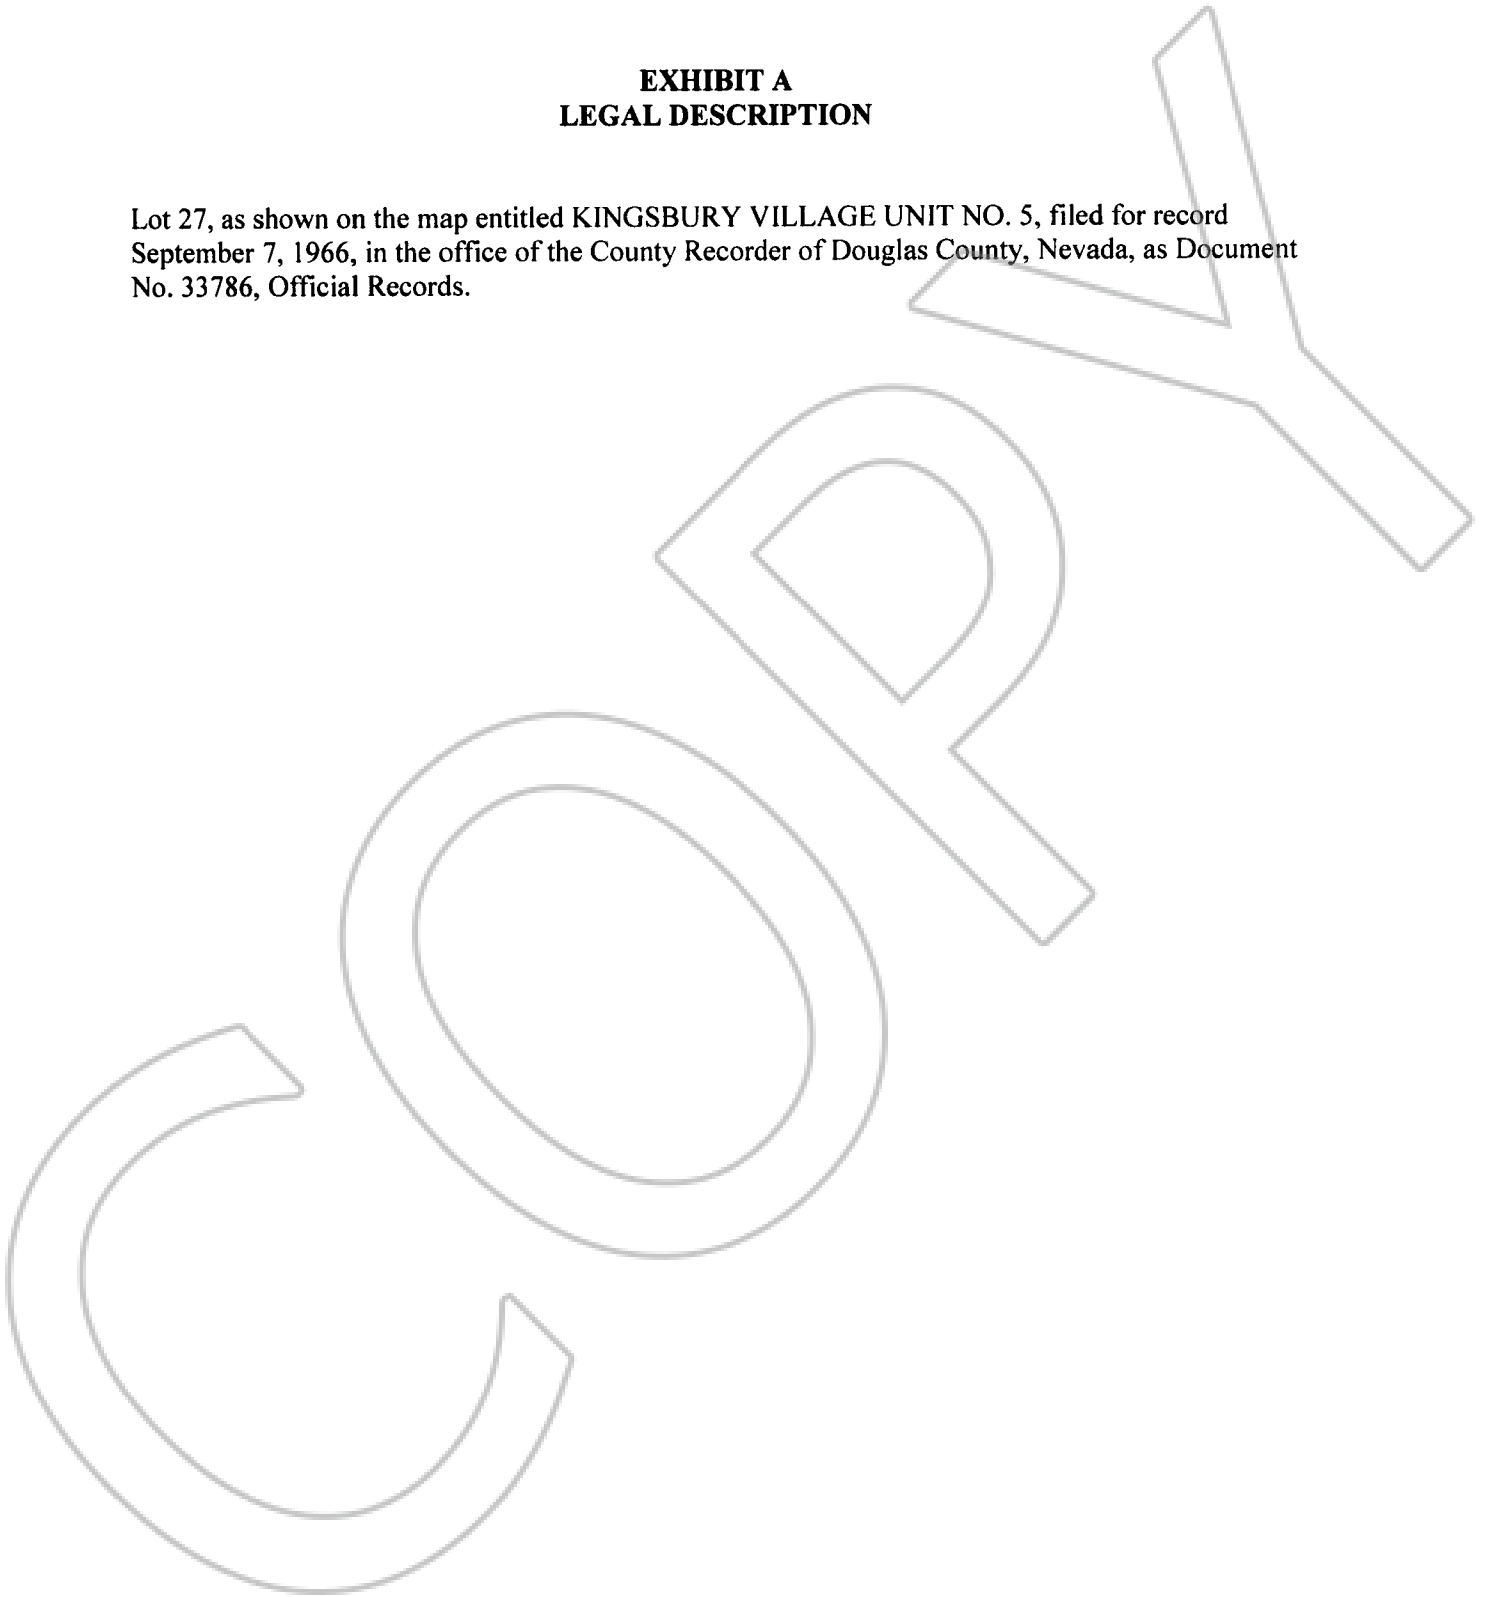 EXHIBIT A
LEGAL DESCRIPTION
Lot 27, as shown on the map entitled KINGSBURY VILLAGE UNIT NO. 5, filed for record
September 7, 1966, in the office of the County Recorder of Douglas County, Nevada, as Document
No. 33786, Official Records.
COPY